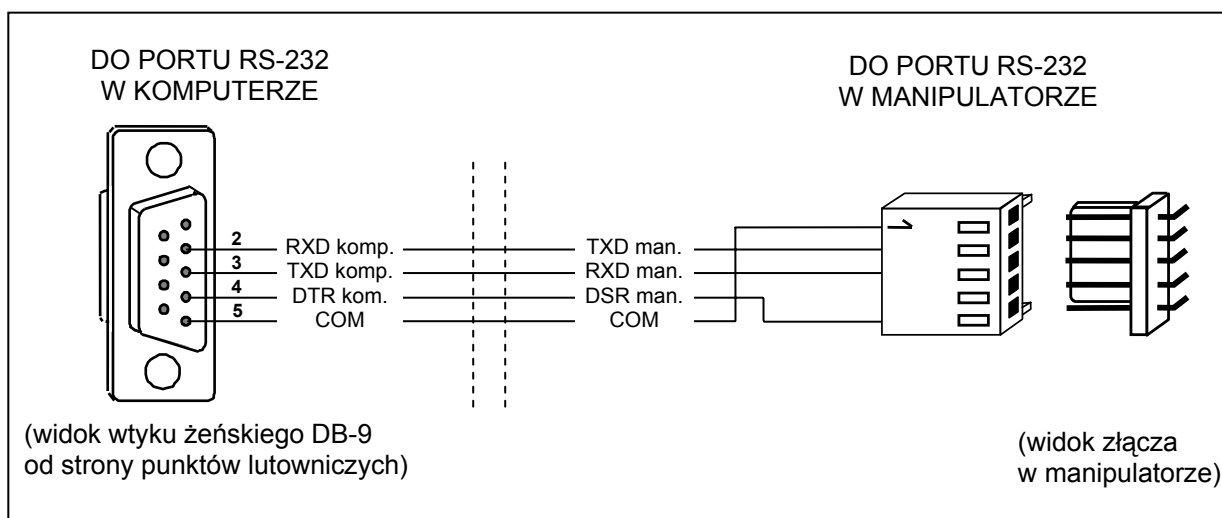 DO PORTU RS-232
W KOMPUTERZE
DO PORTU RS-232
W MANIPULATORZE
2 RXD komp. TXD man.
3 TXD komp. RXD man.
4 DTR kom. DSR man.
5 COM COM
1
(widok wtyku żeńskiego DB-9
od strony punktów lutowniczych)
(widok złącza
w manipulatorze)